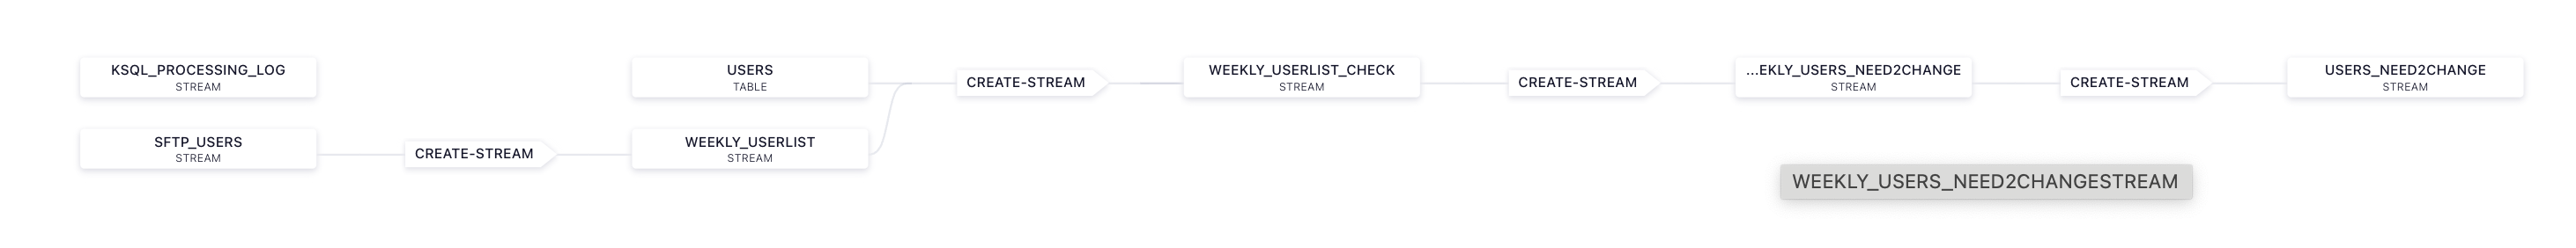 KSQL_PROCESSING_LOG
STREAM
SFTP_USERS
STREAM
CREATE-STREAM
USERS
TABLE
WEEKLY_USERLIST
STREAM
CREATE-STREAM
WEEKLY_USERLIST_CHECK
STREAM
CREATE-STREAM
...EKLY_USERS_NEED2CHANGE
STREAM
WEEKLY_USERS_NEED2CHANGESTREAM
CREATE-STREAM
USERS_NEED2CHANGE
STREAM